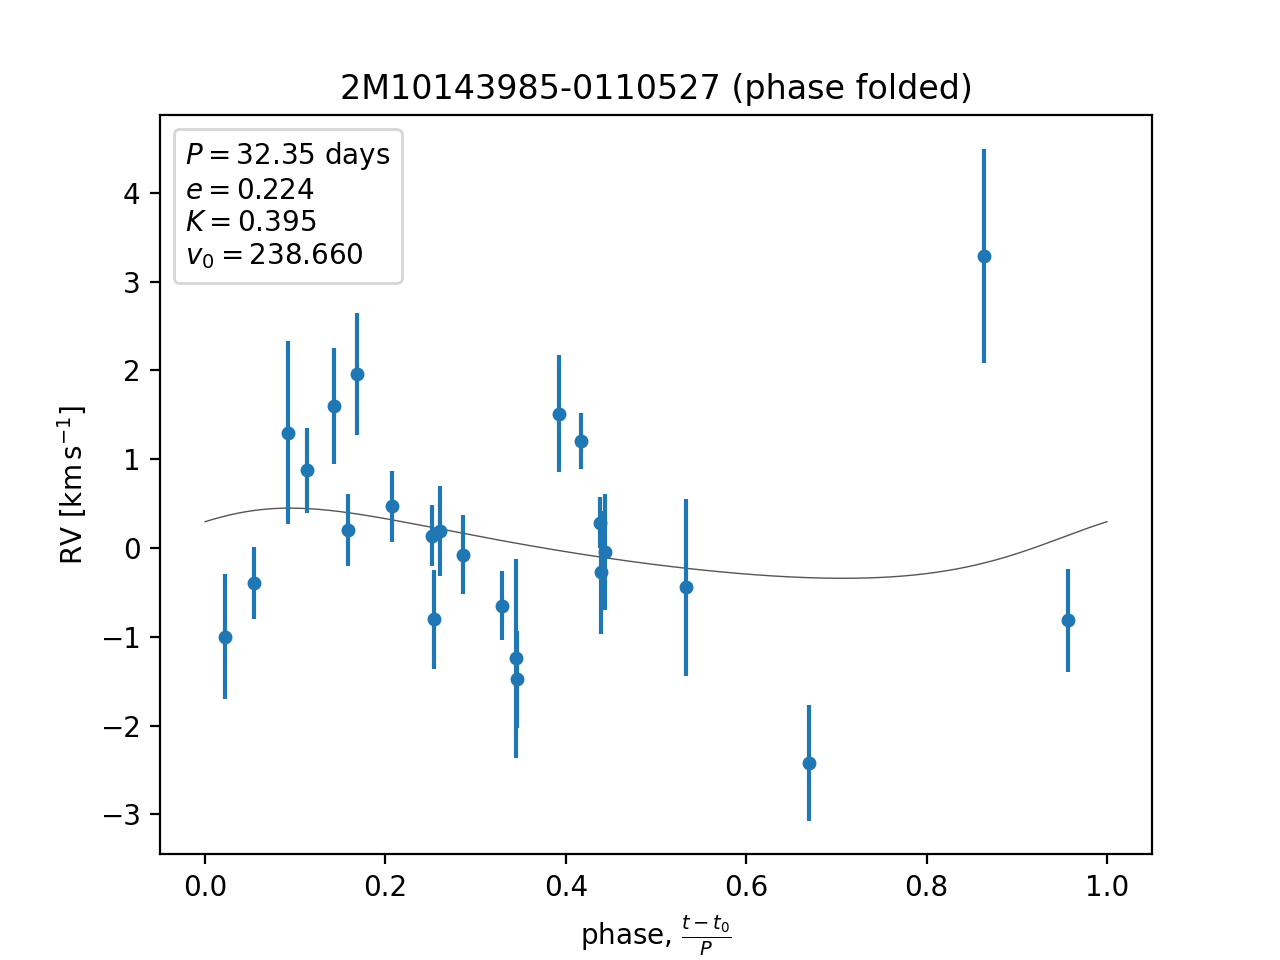 2M10143985-0110527 (phase folded)
P = 32.35 days
e = 0.224
K = 0.395
v₀ = 238.660
RV [km s⁻¹]
4
3
2
1
0
−1
−2
−3
0.0 0.2 0.4 0.6 0.8 1.0
phase, (t − t₀)/P